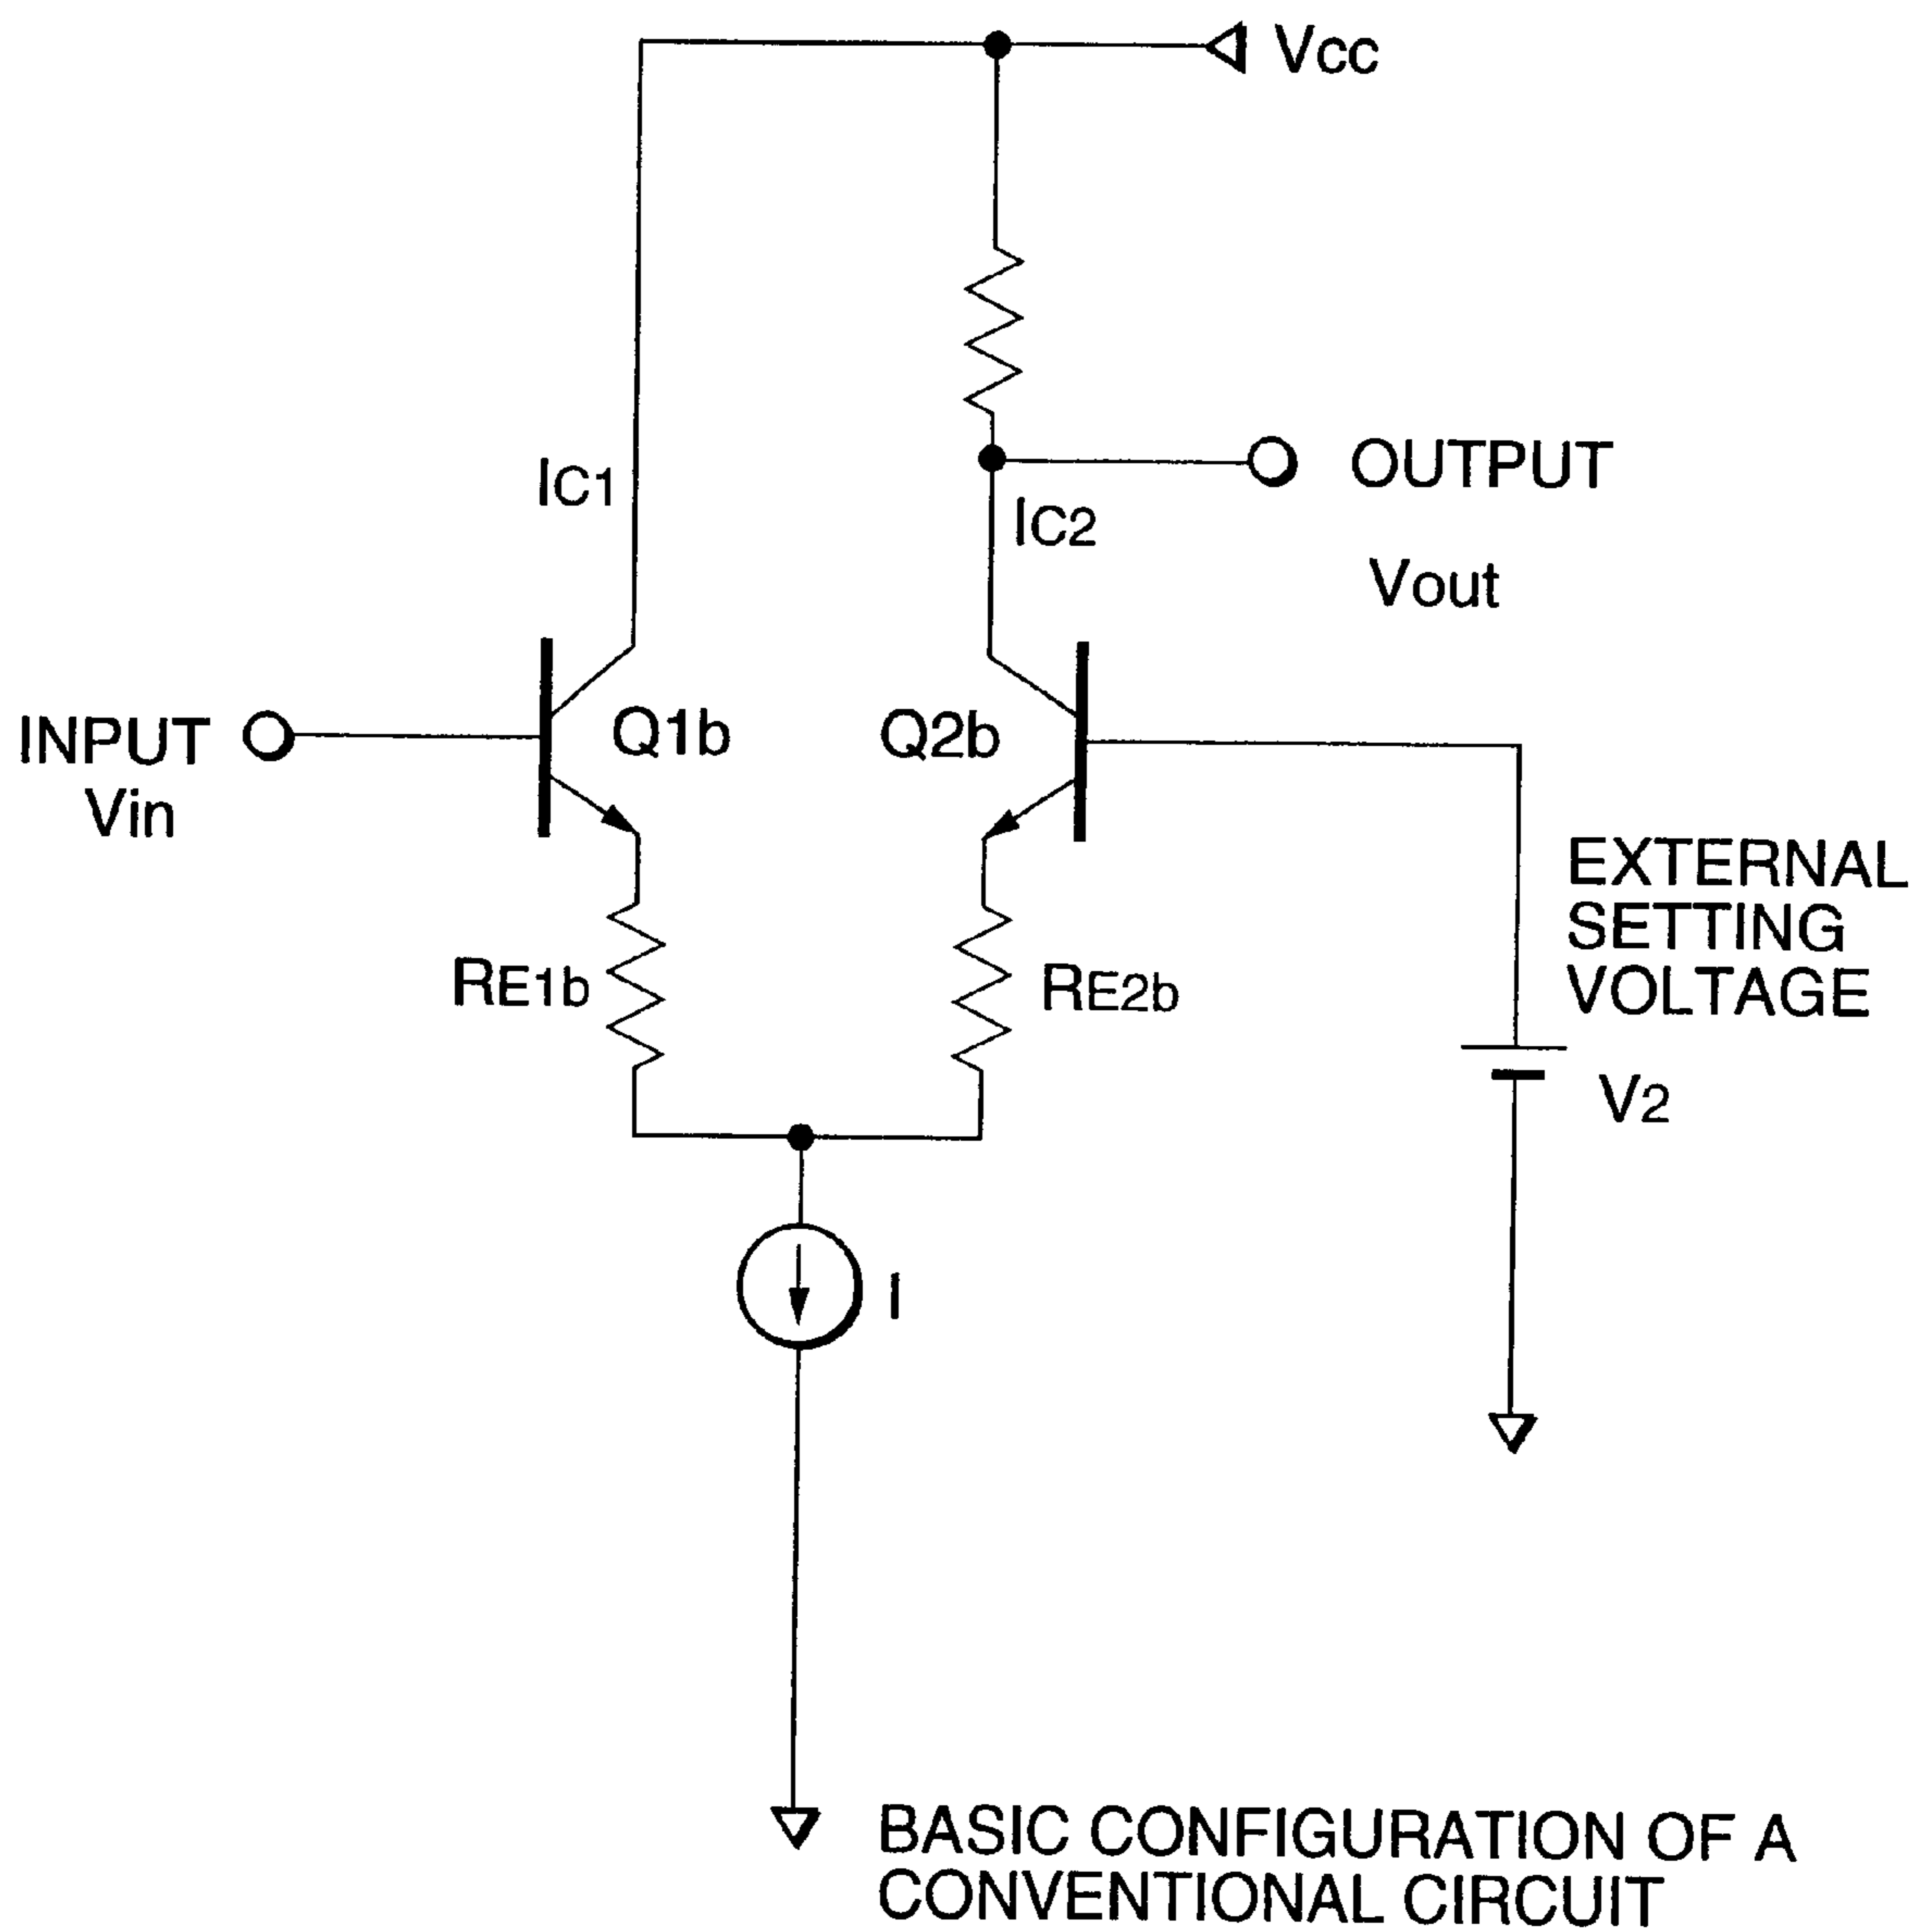 Vcc
IC1
OUTPUT
IC2
Vout
INPUT
Vin
Q1b
Q2b
EXTERNAL
SETTING
VOLTAGE
RE1b
RE2b
V2
I
BASIC CONFIGURATION OF A
CONVENTIONAL CIRCUIT